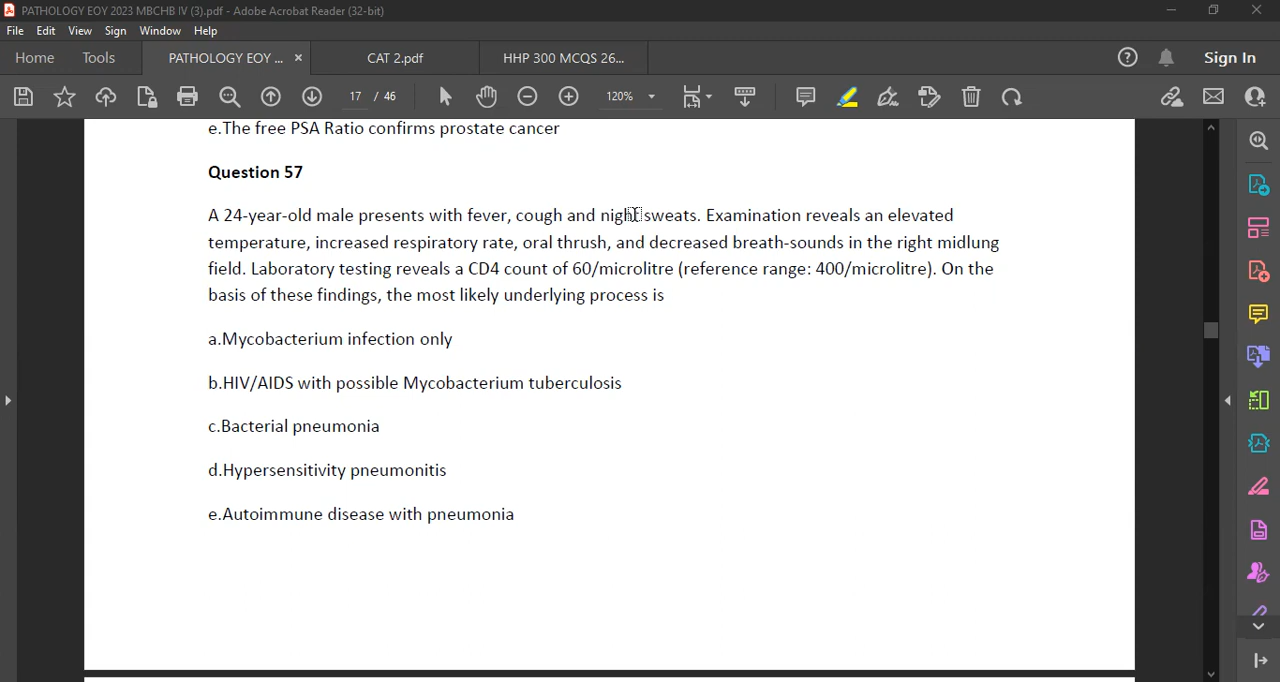 PATHOLOGY EOY 2023 MBCHB IV (3).pdf - Adobe Acrobat Reader (32-bit)
File Edit View Sign Window Help
Home Tools PATHOLOGY EOY ... × CAT 2.pdf HHP 300 MCQS 26... Sign In
17 / 46 120%
e.The free PSA Ratio confirms prostate cancer
Question 57
A 24-year-old male presents with fever, cough and night sweats. Examination reveals an elevated
temperature, increased respiratory rate, oral thrush, and decreased breath-sounds in the right midlung
field. Laboratory testing reveals a CD4 count of 60/microlitre (reference range: 400/microlitre). On the
basis of these findings, the most likely underlying process is
a.Mycobacterium infection only
b.HIV/AIDS with possible Mycobacterium tuberculosis
c.Bacterial pneumonia
d.Hypersensitivity pneumonitis
e.Autoimmune disease with pneumonia